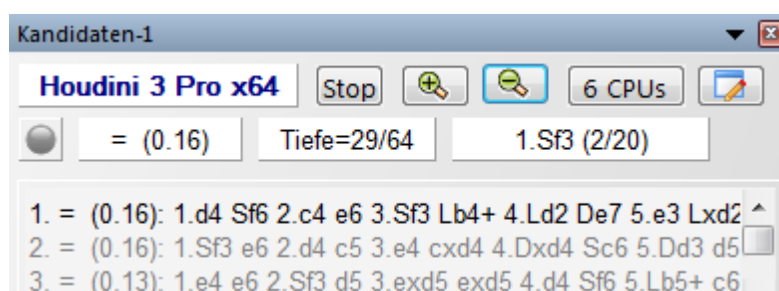 Kandidaten-1
Houdini 3 Pro x64 Stop 6 CPUs
= (0.16) Tiefe=29/64 1.Sf3 (2/20)
1. = (0.16): 1.d4 Sf6 2.c4 e6 3.Sf3 Lb4+ 4.Ld2 De7 5.e3 Lxd2
2. = (0.16): 1.Sf3 e6 2.d4 c5 3.e4 cxd4 4.Dxd4 Sc6 5.Dd3 d5
3. = (0.13): 1.e4 e6 2.Sf3 d5 3.exd5 exd5 4.d4 Sf6 5.Lb5+ c6